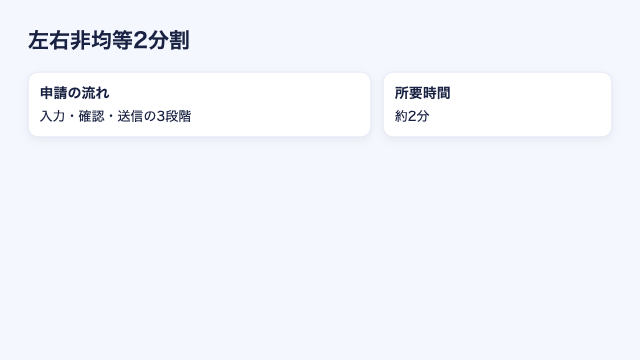 左右非均等2分割
申請の流れ
入力・確認・送信の3段階
所要時間
約2分